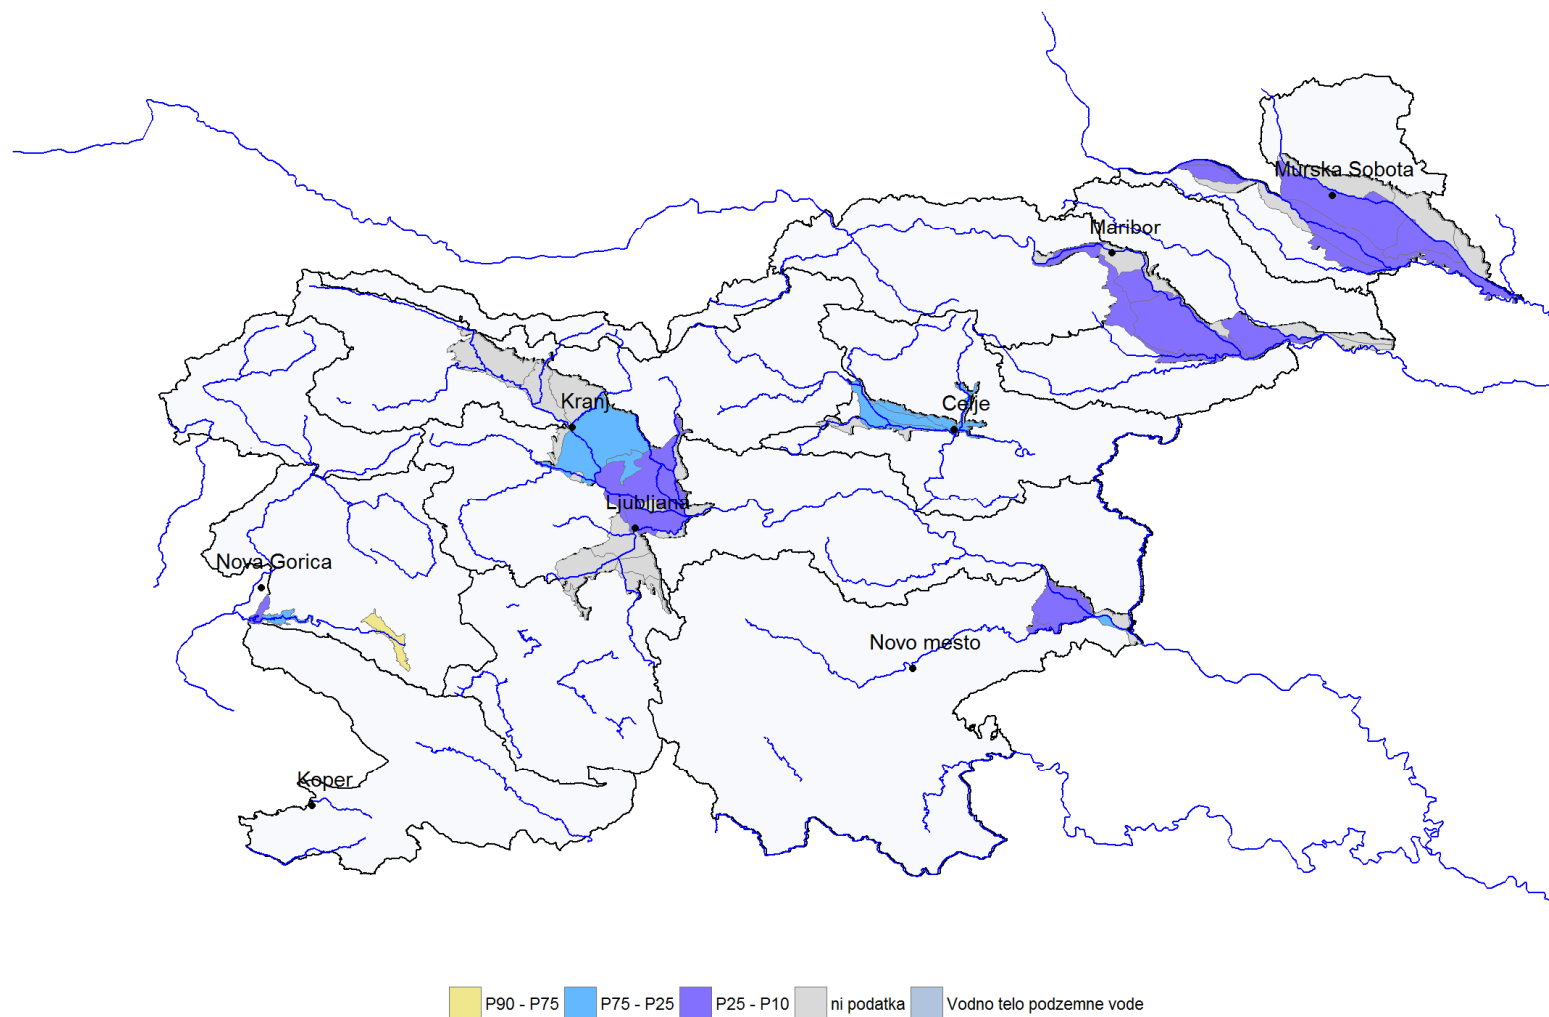 Murska Sobota
Maribor
Kranj
Celje
Ljubljana
Nova Gorica
Novo mesto
Koper
P90 - P75 P75 - P25 P25 - P10 ni podatka Vodno telo podzemne vode